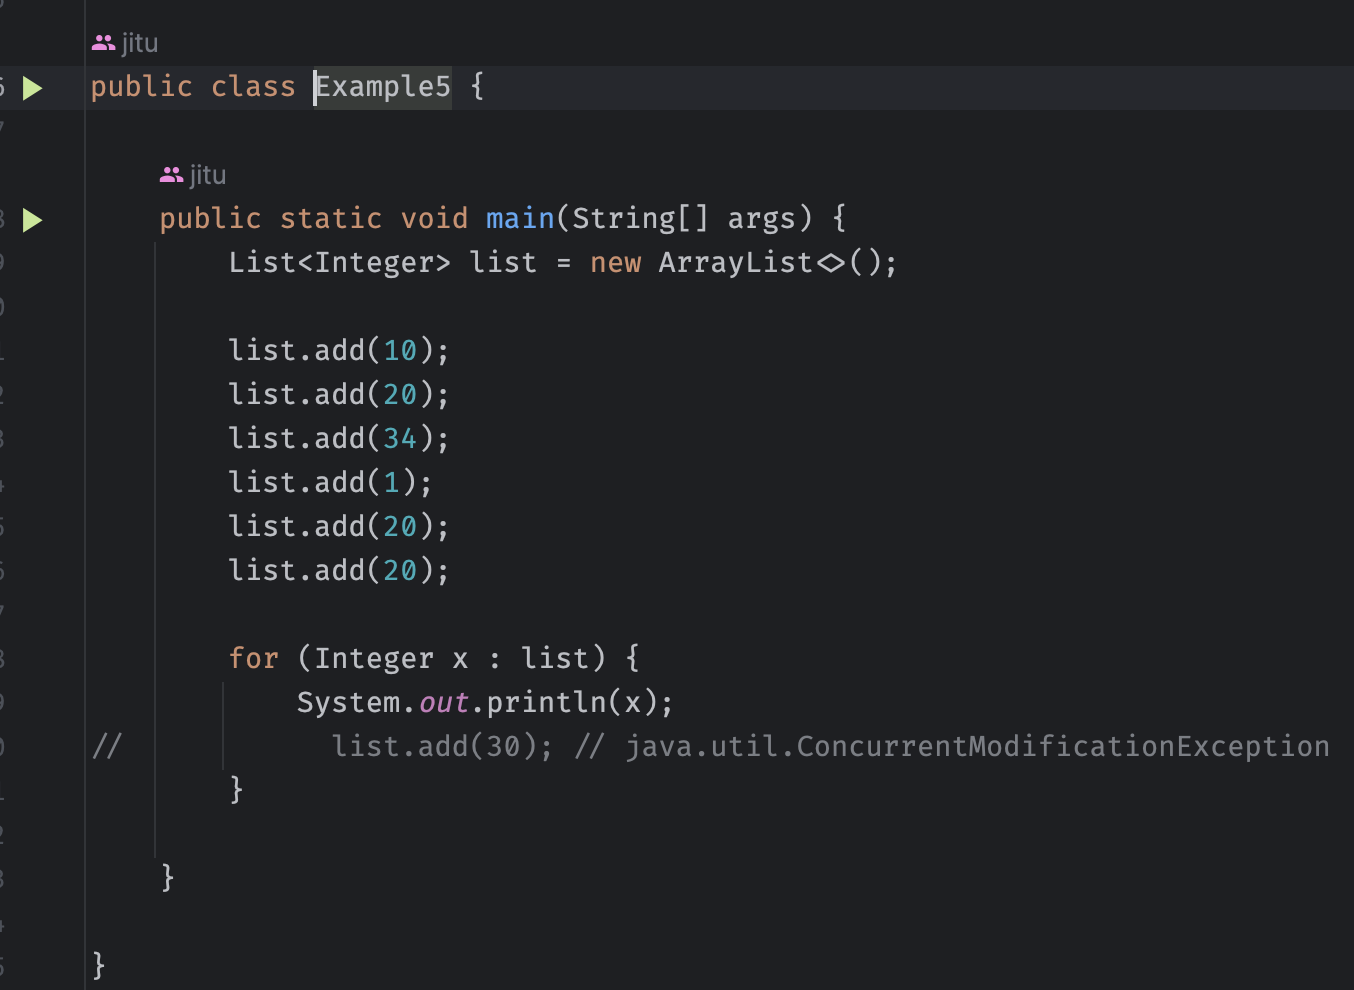 jitu
public class Example5 {
jitu
public static void main(String[] args) {
List<Integer> list = new ArrayList<>();
list.add(10);
list.add(20);
list.add(34);
list.add(1);
list.add(20);
list.add(20);
for (Integer x : list) {
System.out.println(x);
// list.add(30); // java.util.ConcurrentModificationException
}
}
}